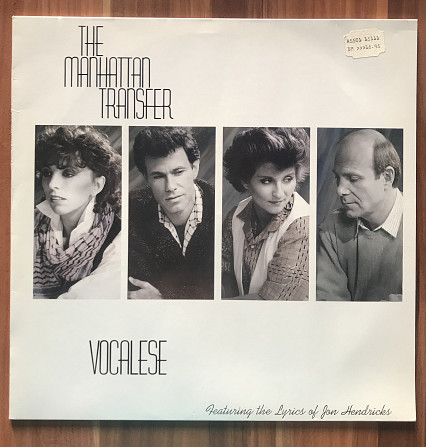 THE
MANHATTAN
TRANSFER
VOCALESE
Featuring the Lyrics of Jon Hendricks